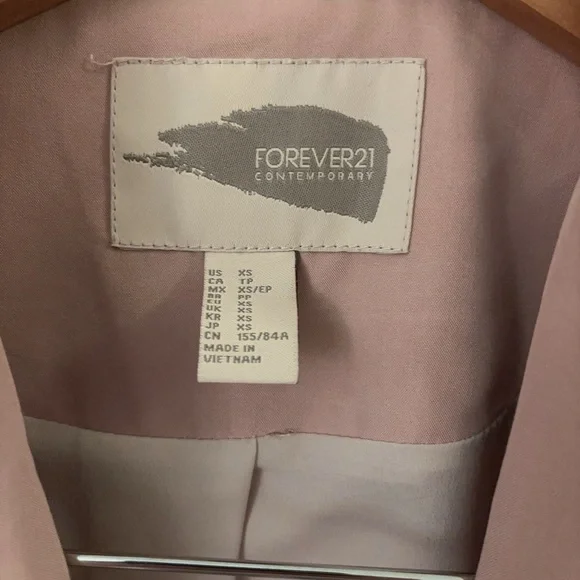 FOREVER21
CONTEMPORARY
US XS
CA TP
MX XS/EP
BR PP
EU XS
UK XS
KR XS
JP XS
CN 155/84A
MADE IN
VIETNAM